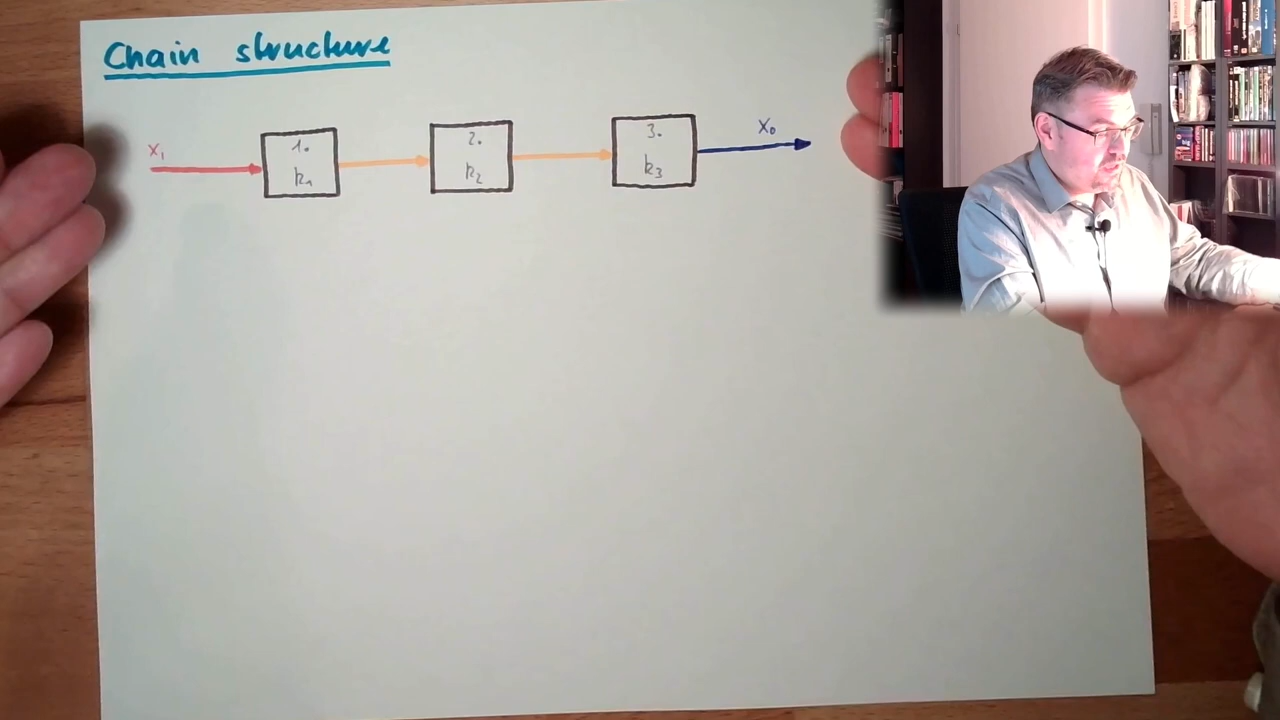 Chain structure
x₁ 1. 2. 3. x₀
k₁ k₂ k₃